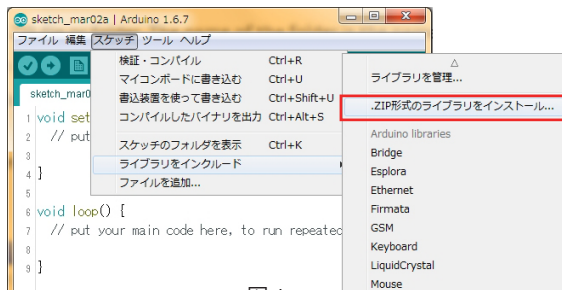 sketch_mar02a | Arduino 1.6.7
ファイル 編集 スケッチ ツール ヘルプ
検証・コンパイル Ctrl+R
マイコンボードに書き込む Ctrl+U
書込装置を使って書き込む Ctrl+Shift+U
コンパイルしたバイナリを出力 Ctrl+Alt+S
スケッチのフォルダを表示 Ctrl+K
ライブラリをインクルード
ファイルを追加...
ライブラリを管理...
.ZIP形式のライブラリをインストール...
Arduino libraries
Bridge
Esplora
Ethernet
Firmata
GSM
Keyboard
LiquidCrystal
Mouse
sketch_mar0
1 void set
2 // put
3
4 }
5
6 void loop() {
7 // put your main code here, to run repeated
8
9 }